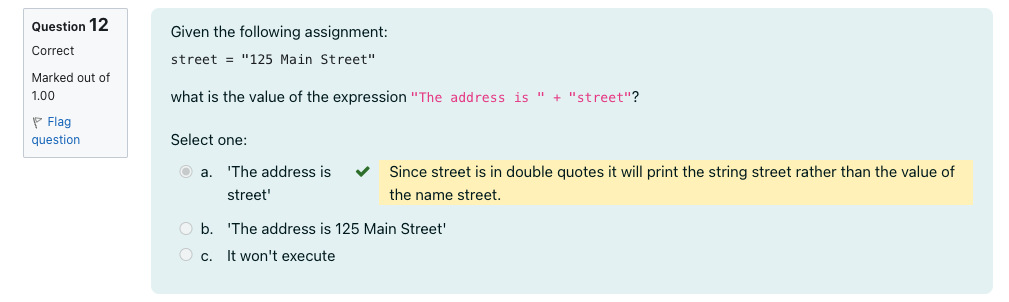 Question 12
Correct
Marked out of
1.00
Flag
question
Given the following assignment:
street = "125 Main Street"
what is the value of the expression "The address is " + "street"?
Select one:
a. 'The address is
street'
Since street is in double quotes it will print the string street rather than the value of
the name street.
b. 'The address is 125 Main Street'
c. It won't execute